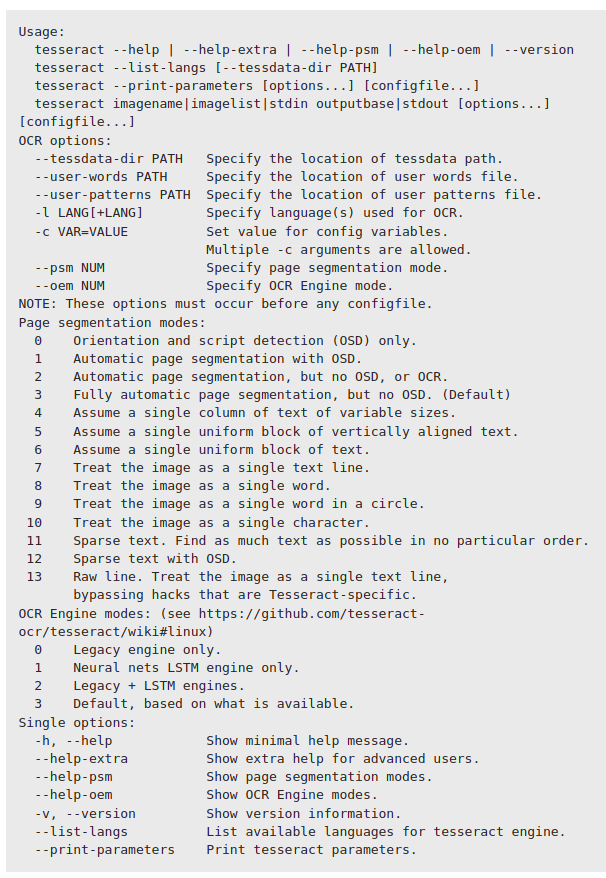 Usage:
  tesseract --help | --help-extra | --help-psm | --help-oem | --version
  tesseract --list-langs [--tessdata-dir PATH]
  tesseract --print-parameters [options...] [configfile...]
  tesseract imagename|imagelist|stdin outputbase|stdout [options...]
[configfile...]
OCR options:
  --tessdata-dir PATH   Specify the location of tessdata path.
  --user-words PATH     Specify the location of user words file.
  --user-patterns PATH  Specify the location of user patterns file.
  -l LANG[+LANG]        Specify language(s) used for OCR.
  -c VAR=VALUE          Set value for config variables.
                        Multiple -c arguments are allowed.
  --psm NUM             Specify page segmentation mode.
  --oem NUM             Specify OCR Engine mode.
NOTE: These options must occur before any configfile.
Page segmentation modes:
  0    Orientation and script detection (OSD) only.
  1    Automatic page segmentation with OSD.
  2    Automatic page segmentation, but no OSD, or OCR.
  3    Fully automatic page segmentation, but no OSD. (Default)
  4    Assume a single column of text of variable sizes.
  5    Assume a single uniform block of vertically aligned text.
  6    Assume a single uniform block of text.
  7    Treat the image as a single text line.
  8    Treat the image as a single word.
  9    Treat the image as a single word in a circle.
 10    Treat the image as a single character.
 11    Sparse text. Find as much text as possible in no particular order.
 12    Sparse text with OSD.
 13    Raw line. Treat the image as a single text line,
       bypassing hacks that are Tesseract-specific.
OCR Engine modes: (see https://github.com/tesseract-
ocr/tesseract/wiki#linux)
  0    Legacy engine only.
  1    Neural nets LSTM engine only.
  2    Legacy + LSTM engines.
  3    Default, based on what is available.
Single options:
  -h, --help            Show minimal help message.
  --help-extra          Show extra help for advanced users.
  --help-psm            Show page segmentation modes.
  --help-oem            Show OCR Engine modes.
  -v, --version         Show version information.
  --list-langs          List available languages for tesseract engine.
  --print-parameters    Print tesseract parameters.